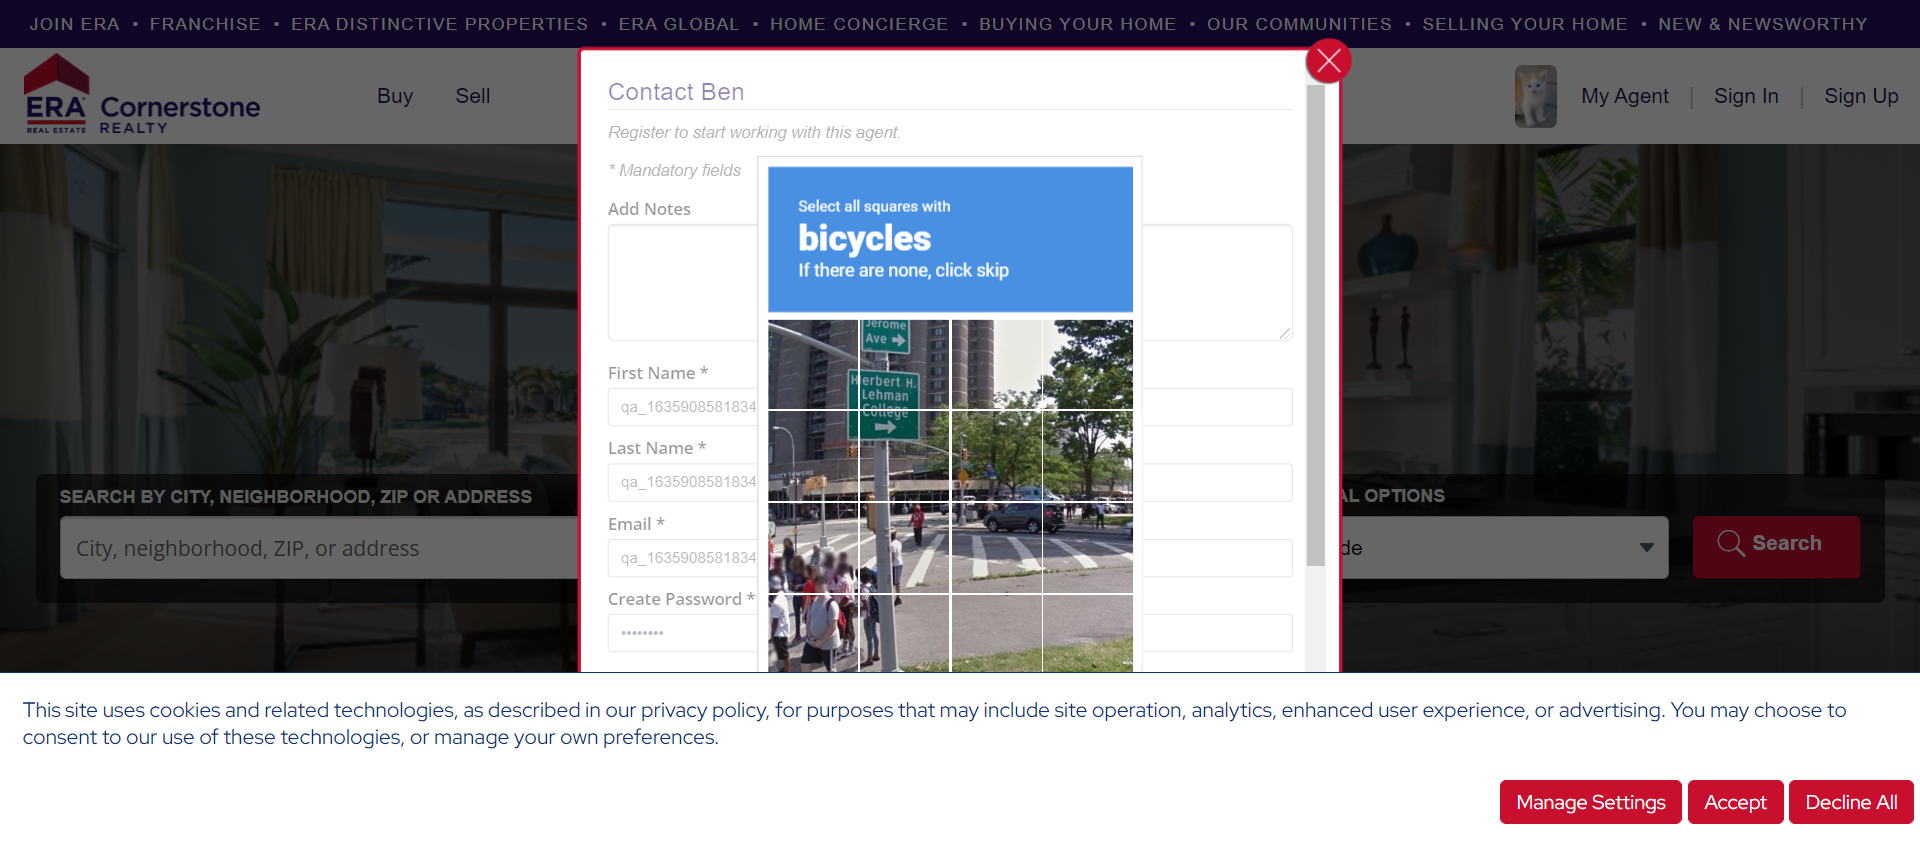 JOIN ERA • FRANCHISE • ERA DISTINCTIVE PROPERTIES • ERA GLOBAL • HOME CONCIERGE • BUYING YOUR HOME • OUR COMMUNITIES • SELLING YOUR HOME • NEW & NEWSWORTHY
ERA
REAL ESTATE
Cornerstone
REALTY
Buy
Sell
My Agent
Sign In
Sign Up
Contact Ben
Register to start working with this agent.
* Mandatory fields
Add Notes
Select all squares with
bicycles
If there are none, click skip
Jerome
Ave
Herbert H.
Lehman
College
First Name *
qa_1635908581834
Last Name *
qa_1635908581834
Email *
qa_1635908581834
Create Password *
••••••••
SEARCH BY CITY, NEIGHBORHOOD, ZIP OR ADDRESS
City, neighborhood, ZIP, or address
OPTIONS
Search
This site uses cookies and related technologies, as described in our privacy policy, for purposes that may include site operation, analytics, enhanced user experience, or advertising. You may choose to
consent to our use of these technologies, or manage your own preferences.
Manage Settings
Accept
Decline All